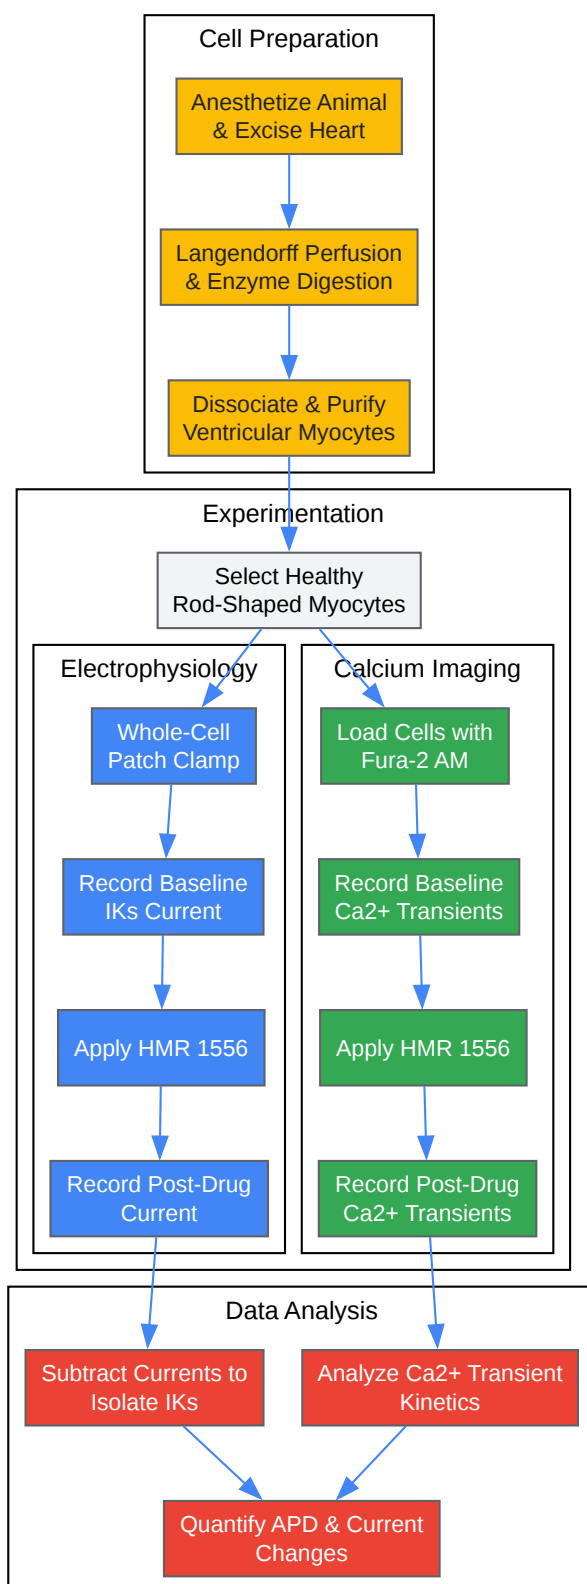 Cell Preparation
Anesthetize Animal
& Excise Heart
Langendorff Perfusion
& Enzyme Digestion
Dissociate & Purify
Ventricular Myocytes
Experimentation
Select Healthy
Rod-Shaped Myocytes
Electrophysiology
Whole-Cell
Patch Clamp
Record Baseline
IKs Current
Apply HMR 1556
Record Post-Drug
Current
Calcium Imaging
Load Cells with
Fura-2 AM
Record Baseline
Ca2+ Transients
Apply HMR 1556
Record Post-Drug
Ca2+ Transients
Data Analysis
Subtract Currents to
Isolate IKs
Analyze Ca2+ Transient
Kinetics
Quantify APD & Current
Changes